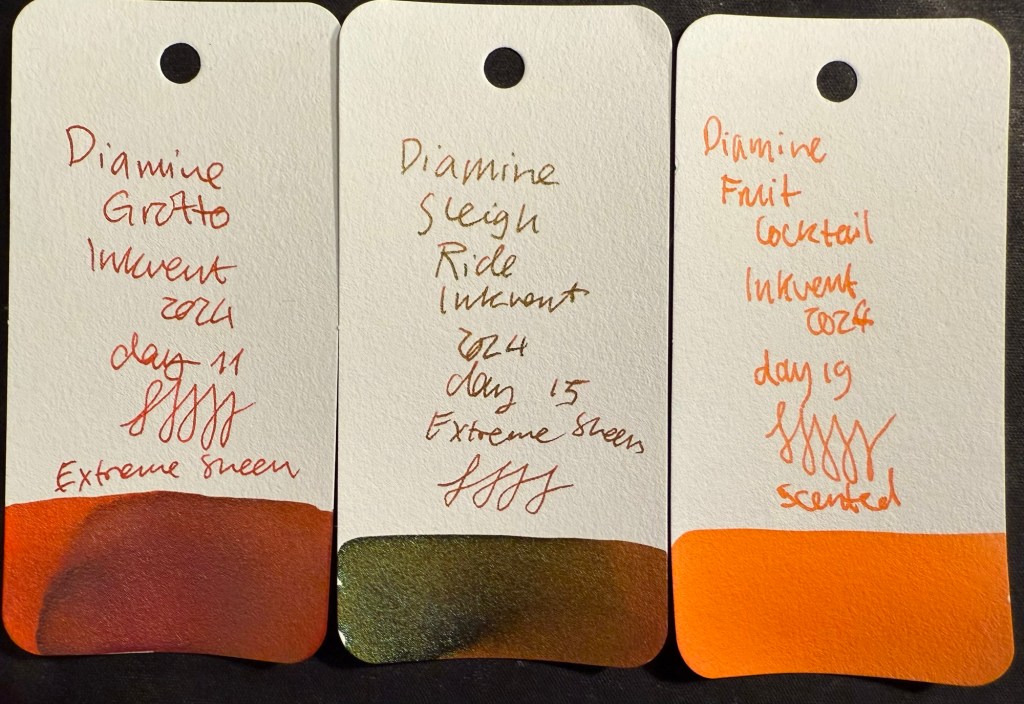 Diamine
Grotto
Inkvent
2024
day 11
Extreme Sheen
Diamine
Sleigh
Ride
Inkvent
2024
day 15
Extreme Sheen
Diamine
Fruit
Cocktail
Inkvent
2024
day 19
scented